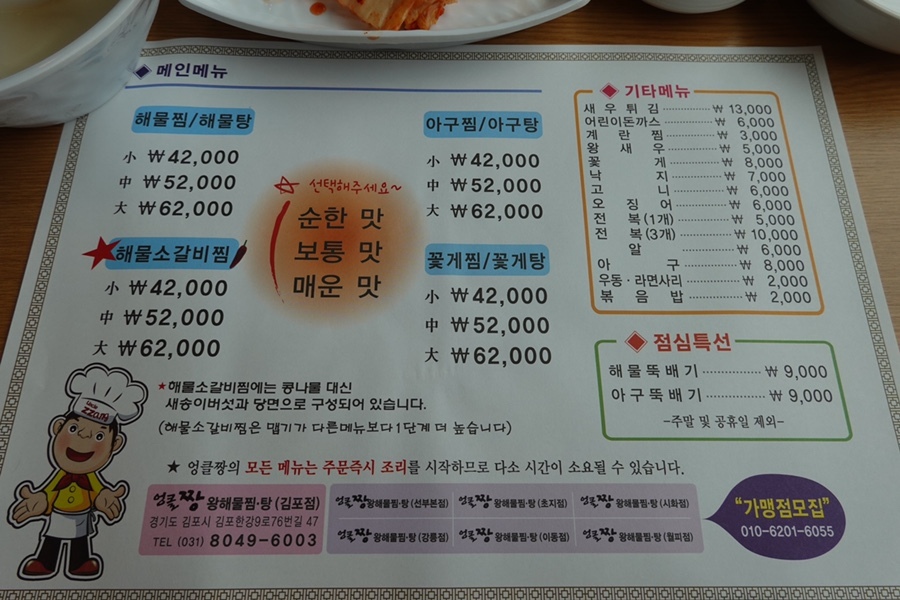 메인메뉴
해물찜/해물탕
小 ₩42,000
中 ₩52,000
大 ₩62,000
해물소갈비찜
小 ₩42,000
中 ₩52,000
大 ₩62,000
선택해주세요~
순한 맛
보통 맛
매운 맛
아구찜/아구탕
小 ₩42,000
中 ₩52,000
大 ₩62,000
꽃게찜/꽃게탕
小 ₩42,000
中 ₩52,000
大 ₩62,000
기타메뉴
새우튀김 ₩ 13,000
어린이돈까스 ₩ 6,000
계란찜 ₩ 3,000
왕새우 ₩ 5,000
꽃게 ₩ 8,000
낙지 ₩ 7,000
고니 ₩ 6,000
오징어 ₩ 6,000
전복(1개) ₩ 5,000
전복(3개) ₩ 10,000
알 ₩ 6,000
아구 ₩ 8,000
우동·라면사리 ₩ 2,000
볶음밥 ₩ 2,000
점심특선
해물뚝배기 ₩ 9,000
아구뚝배기 ₩ 9,000
-주말 및 공휴일 제외-
★해물소갈비찜에는 콩나물 대신
새송이버섯과 당면으로 구성되어 있습니다.
(해물소갈비찜은 맵기가 다른메뉴보다 1단계 더 높습니다)
★ 엉클짱의 모든 메뉴는 주문즉시 조리를 시작하므로 다소 시간이 소요될 수 있습니다.
엉클짱 왕해물찜·탕 (김포점)
경기도 김포시 김포한강9로76번길 47
TEL (031) 8049-6003
엉클짱 왕해물찜·탕 (선부본점)
엉클짱 왕해물찜·탕 (초지점)
엉클짱 왕해물찜·탕 (시화점)
엉클짱 왕해물찜·탕 (강릉점)
엉클짱 왕해물찜·탕 (이동점)
엉클짱 왕해물찜·탕 (월피점)
"가맹점모집"
010-6201-6055